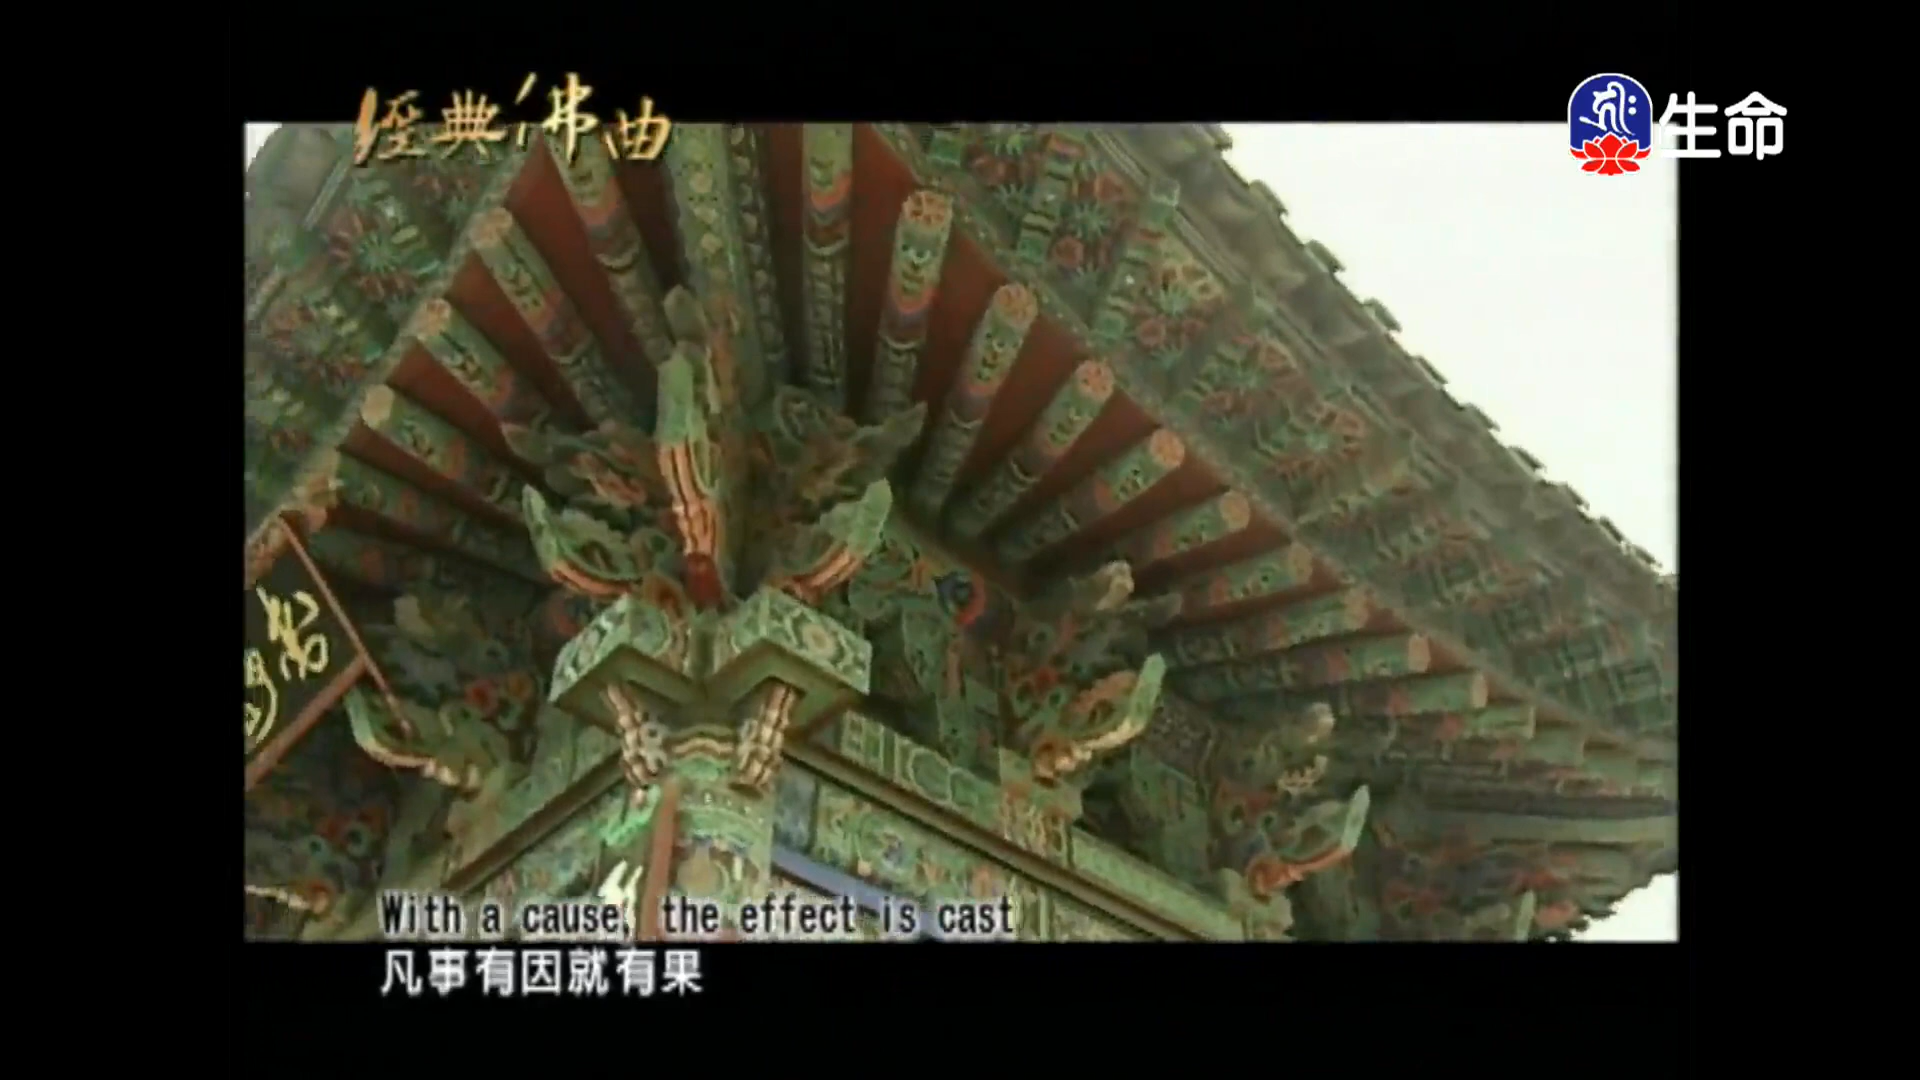 經典佛曲
生命
With a cause, the effect is cast
凡事有因就有果